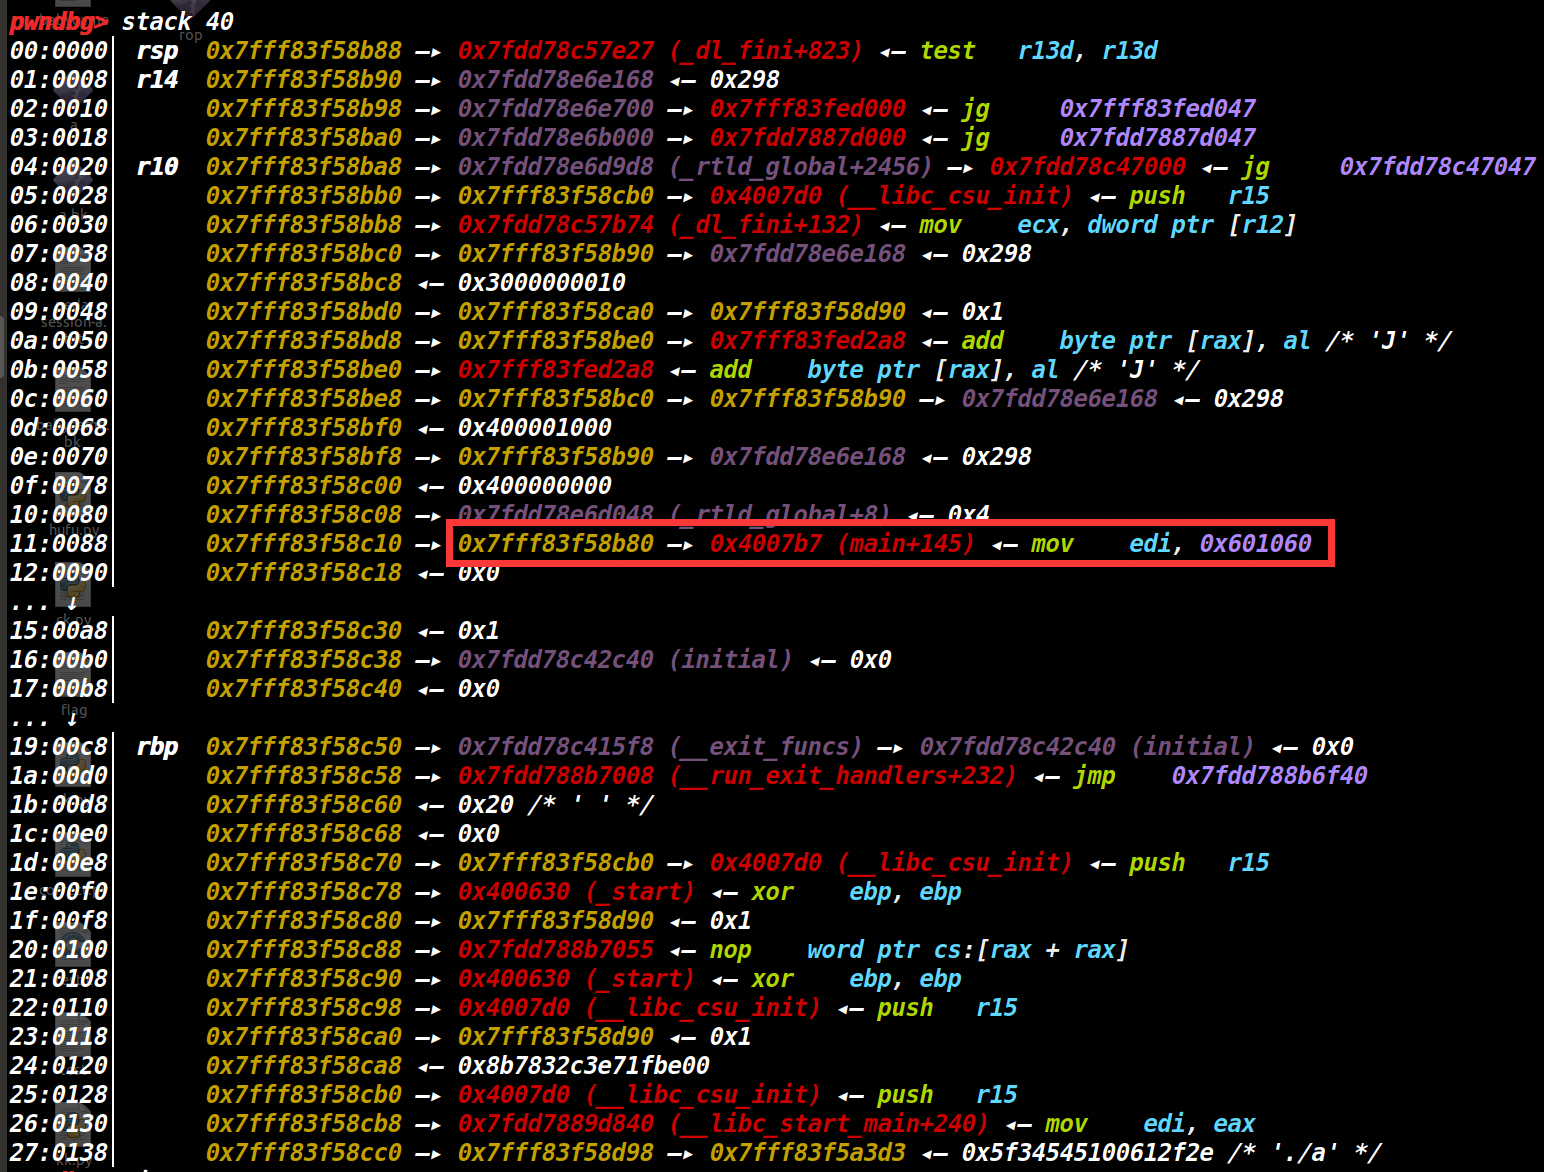 pwndbg> stack 40
00:0000│ rsp 0x7fff83f58b88 —▸ 0x7fdd78c57e27 (_dl_fini+823) ◂— test r13d, r13d
01:0008│ r14 0x7fff83f58b90 —▸ 0x7fdd78e6e168 ◂— 0x298
02:0010│ 0x7fff83f58b98 —▸ 0x7fdd78e6e700 —▸ 0x7fff83fed000 ◂— jg 0x7fff83fed047
03:0018│ 0x7fff83f58ba0 —▸ 0x7fdd78e6b000 —▸ 0x7fdd7887d000 ◂— jg 0x7fdd7887d047
04:0020│ r10 0x7fff83f58ba8 —▸ 0x7fdd78e6d9d8 (_rtld_global+2456) —▸ 0x7fdd78c47000 ◂— jg 0x7fdd78c47047
05:0028│ 0x7fff83f58bb0 —▸ 0x7fff83f58cb0 —▸ 0x4007d0 (__libc_csu_init) ◂— push r15
06:0030│ 0x7fff83f58bb8 —▸ 0x7fdd78c57b74 (_dl_fini+132) ◂— mov ecx, dword ptr [r12]
07:0038│ 0x7fff83f58bc0 —▸ 0x7fff83f58b90 —▸ 0x7fdd78e6e168 ◂— 0x298
08:0040│ 0x7fff83f58bc8 ◂— 0x3000000010
09:0048│ 0x7fff83f58bd0 —▸ 0x7fff83f58ca0 —▸ 0x7fff83f58d90 ◂— 0x1
0a:0050│ 0x7fff83f58bd8 —▸ 0x7fff83f58be0 —▸ 0x7fff83fed2a8 ◂— add byte ptr [rax], al /* 'J' */
0b:0058│ 0x7fff83f58be0 —▸ 0x7fff83fed2a8 ◂— add byte ptr [rax], al /* 'J' */
0c:0060│ 0x7fff83f58be8 —▸ 0x7fff83f58bc0 —▸ 0x7fff83f58b90 —▸ 0x7fdd78e6e168 ◂— 0x298
0d:0068│ 0x7fff83f58bf0 ◂— 0x400001000
0e:0070│ 0x7fff83f58bf8 —▸ 0x7fff83f58b90 —▸ 0x7fdd78e6e168 ◂— 0x298
0f:0078│ 0x7fff83f58c00 ◂— 0x400000000
10:0080│ 0x7fff83f58c08 —▸ 0x7fdd78e6d048 (_rtld_global+8) ◂— 0x4
11:0088│ 0x7fff83f58c10 —▸ 0x7fff83f58b80 —▸ 0x4007b7 (main+145) ◂— mov edi, 0x601060
12:0090│ 0x7fff83f58c18 ◂— 0x0
... ↓
15:00a8│ 0x7fff83f58c30 ◂— 0x1
16:00b0│ 0x7fff83f58c38 —▸ 0x7fdd78c42c40 (initial) ◂— 0x0
17:00b8│ 0x7fff83f58c40 ◂— 0x0
... ↓
19:00c8│ rbp 0x7fff83f58c50 —▸ 0x7fdd78c415f8 (__exit_funcs) —▸ 0x7fdd78c42c40 (initial) ◂— 0x0
1a:00d0│ 0x7fff83f58c58 —▸ 0x7fdd788b7008 (__run_exit_handlers+232) ◂— jmp 0x7fdd788b6f40
1b:00d8│ 0x7fff83f58c60 ◂— 0x20 /* ' ' */
1c:00e0│ 0x7fff83f58c68 ◂— 0x0
1d:00e8│ 0x7fff83f58c70 —▸ 0x7fff83f58cb0 —▸ 0x4007d0 (__libc_csu_init) ◂— push r15
1e:00f0│ 0x7fff83f58c78 —▸ 0x400630 (_start) ◂— xor ebp, ebp
1f:00f8│ 0x7fff83f58c80 —▸ 0x7fff83f58d90 ◂— 0x1
20:0100│ 0x7fff83f58c88 —▸ 0x7fdd788b7055 ◂— nop word ptr cs:[rax + rax]
21:0108│ 0x7fff83f58c90 —▸ 0x400630 (_start) ◂— xor ebp, ebp
22:0110│ 0x7fff83f58c98 —▸ 0x4007d0 (__libc_csu_init) ◂— push r15
23:0118│ 0x7fff83f58ca0 —▸ 0x7fff83f58d90 ◂— 0x1
24:0120│ 0x7fff83f58ca8 ◂— 0x8b7832c3e71fbe00
25:0128│ 0x7fff83f58cb0 —▸ 0x4007d0 (__libc_csu_init) ◂— push r15
26:0130│ 0x7fff83f58cb8 —▸ 0x7fdd7889d840 (__libc_start_main+240) ◂— mov edi, eax
27:0138│ 0x7fff83f58cc0 —▸ 0x7fff83f58d98 —▸ 0x7fff83f5a3d3 ◂— 0x5f34545100612f2e /* './a' */